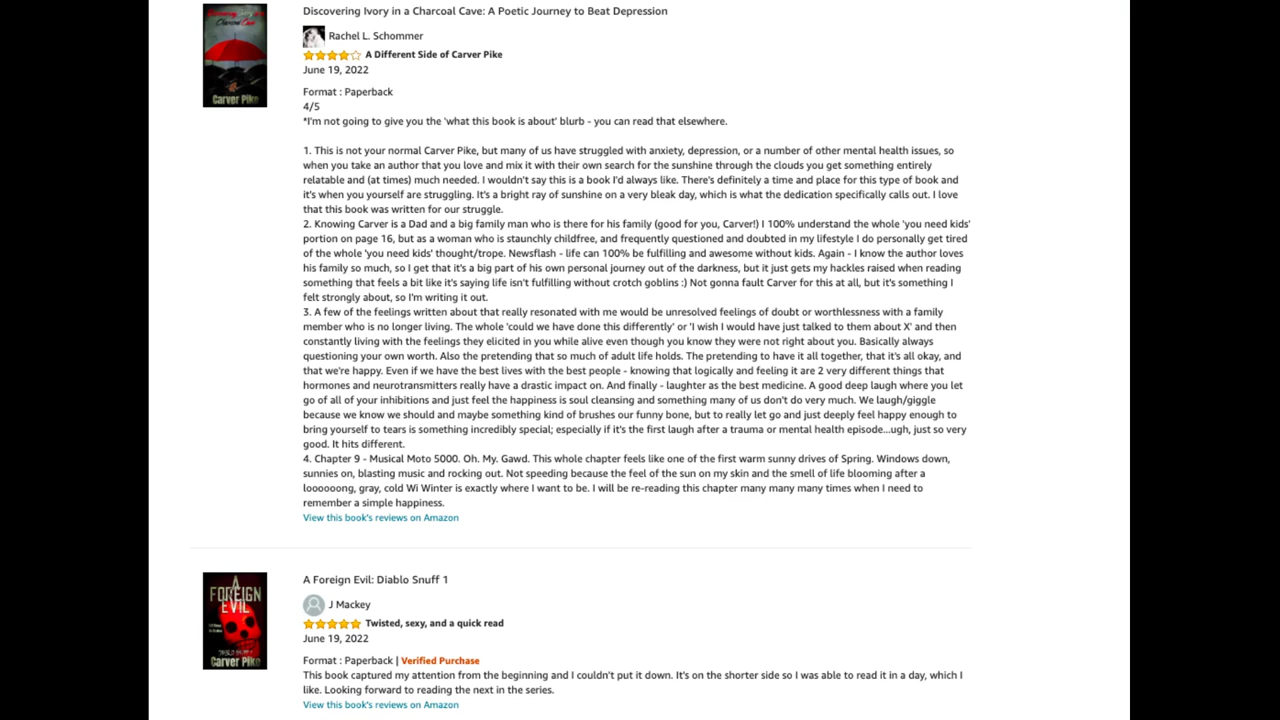 Discovering Ivory in a Charcoal Cave: A Poetic Journey to Beat Depression
Rachel L. Schommer
A Different Side of Carver Pike
June 19, 2022
Format : Paperback
4/5
*I'm not going to give you the 'what this book is about' blurb - you can read that elsewhere.
1. This is not your normal Carver Pike, but many of us have struggled with anxiety, depression, or a number of other mental health issues, so
when you take an author that you love and mix it with their own search for the sunshine through the clouds you get something entirely
relatable and (at times) much needed. I wouldn't say this is a book I'd always like. There's definitely a time and place for this type of book and
it's when you yourself are struggling. It's a bright ray of sunshine on a very bleak day, which is what the dedication specifically calls out. I love
that this book was written for our struggle.
2. Knowing Carver is a Dad and a big family man who is there for his family (good for you, Carver!) I 100% understand the whole 'you need kids'
portion on page 16, but as a woman who is staunchly childfree, and frequently questioned and doubted in my lifestyle I do personally get tired
of the whole 'you need kids' thought/trope. Newsflash - life can 100% be fulfilling and awesome without kids. Again - I know the author loves
his family so much, so I get that it's a big part of his own personal journey out of the darkness, but it just gets my hackles raised when reading
something that feels a bit like it's saying life isn't fulfilling without crotch goblins :) Not gonna fault Carver for this at all, but it's something I
felt strongly about, so I'm writing it out.
3. A few of the feelings written about that really resonated with me would be unresolved feelings of doubt or worthlessness with a family
member who is no longer living. The whole 'could we have done this differently' or 'I wish I would have just talked to them about X' and then
constantly living with the feelings they elicited in you while alive even though you know they were not right about you. Basically always
questioning your own worth. Also the pretending that so much of adult life holds. The pretending to have it all together, that it's all okay, and
that we're happy. Even if we have the best lives with the best people - knowing that logically and feeling it are 2 very different things that
hormones and neurotransmitters really have a drastic impact on. And finally - laughter as the best medicine. A good deep laugh where you let
go of all of your inhibitions and just feel the happiness is soul cleansing and something many of us don't do very much. We laugh/giggle
because we know we should and maybe something kind of brushes our funny bone, but to really let go and just deeply feel happy enough to
bring yourself to tears is something incredibly special; especially if it's the first laugh after a trauma or mental health episode...ugh, just so very
good. It hits different.
4. Chapter 9 - Musical Moto 5000. Oh. My. Gawd. This whole chapter feels like one of the first warm sunny drives of Spring. Windows down,
sunnies on, blasting music and rocking out. Not speeding because the feel of the sun on my skin and the smell of life blooming after a
loooooong, gray, cold Wi Winter is exactly where I want to be. I will be re-reading this chapter many many many times when I need to
remember a simple happiness.
View this book's reviews on Amazon
Carver Pike
A Foreign Evil: Diablo Snuff 1
J Mackey
Twisted, sexy, and a quick read
June 19, 2022
Format : Paperback | Verified Purchase
This book captured my attention from the beginning and I couldn't put it down. It's on the shorter side so I was able to read it in a day, which I
like. Looking forward to reading the next in the series.
View this book's reviews on Amazon
A
FOREIGN
EVIL
Carver Pike